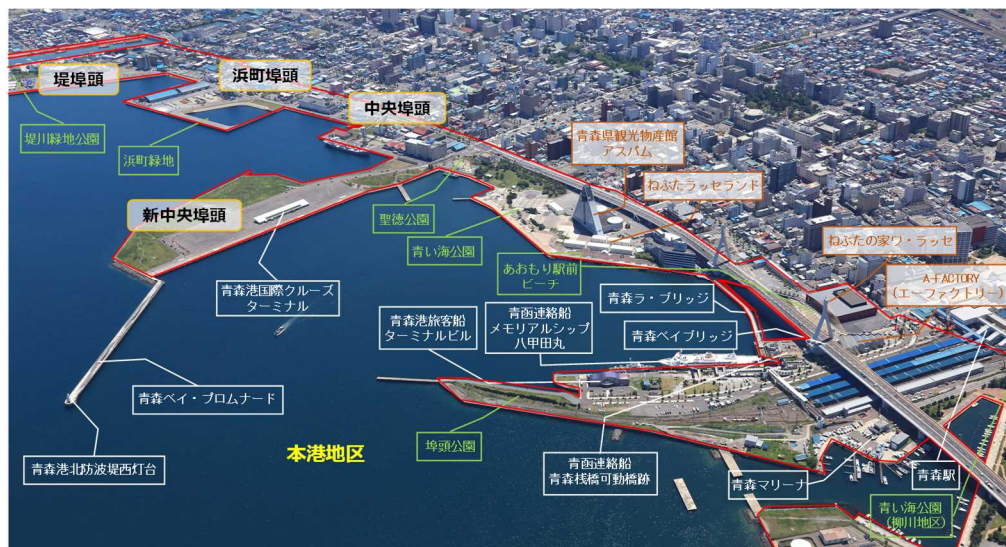 堤埠頭
浜町埠頭
中央埠頭
堤川緑地公園
浜町緑地
青森県観光物産館
アスパム
ねぶたラッセランド
新中央埠頭
聖徳公園
青い海公園
ねぶたの家ワ・ラッセ
あおもり駅前
ビーチ
A-FACTORY
(エーファクトリー)
青森港国際クルーズ
ターミナル
青森港旅客船
ターミナルビル
青函連絡船
メモリアルシップ
八甲田丸
青森ラ・ブリッジ
青森ベイブリッジ
青森ベイ・プロムナード
埠頭公園
本港地区
青森港北防波堤西灯台
青函連絡船
青森桟橋可動橋跡
青森マリーナ
青森駅
青い海公園
(柳川地区)